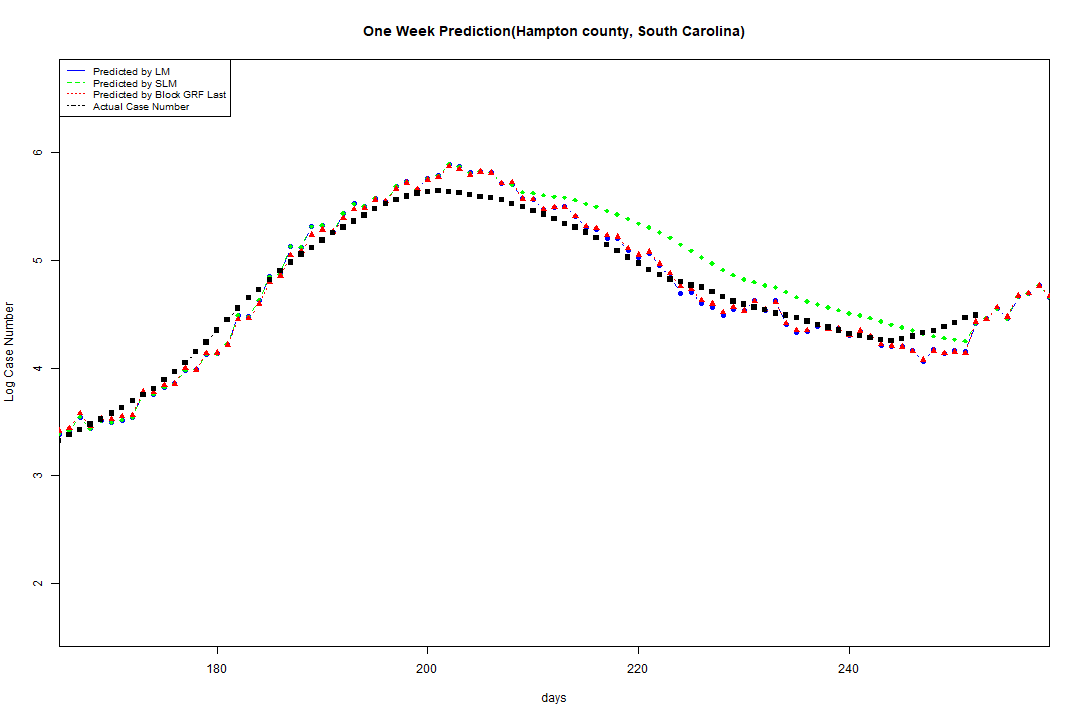 One Week Prediction(Hampton county, South Carolina)
Predicted by LM
Predicted by SLM
Predicted by Block GRF Last
Actual Case Number
6
5
4
3
2
Log Case Number
180 200 220 240
days